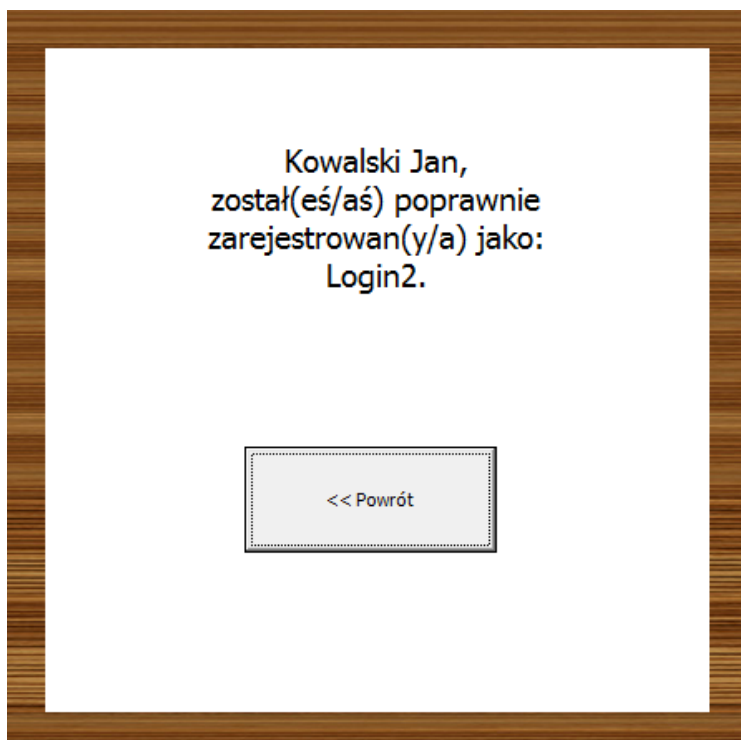 Kowalski Jan,
został(eś/aś) poprawnie
zarejestrowan(y/a) jako:
Login2.
<< Powrót